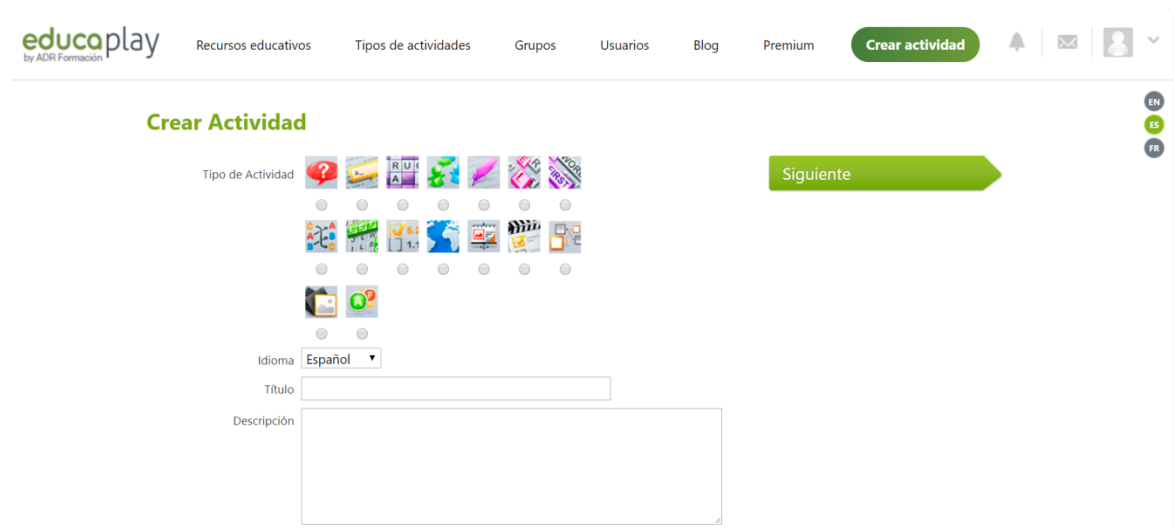 educaplay
by ADR Formación
Recursos educativos
Tipos de actividades
Grupos
Usuarios
Blog
Premium
Crear actividad
EN
ES
FR
Crear Actividad
Tipo de Actividad
Siguiente
Idioma
Español
Título
Descripción